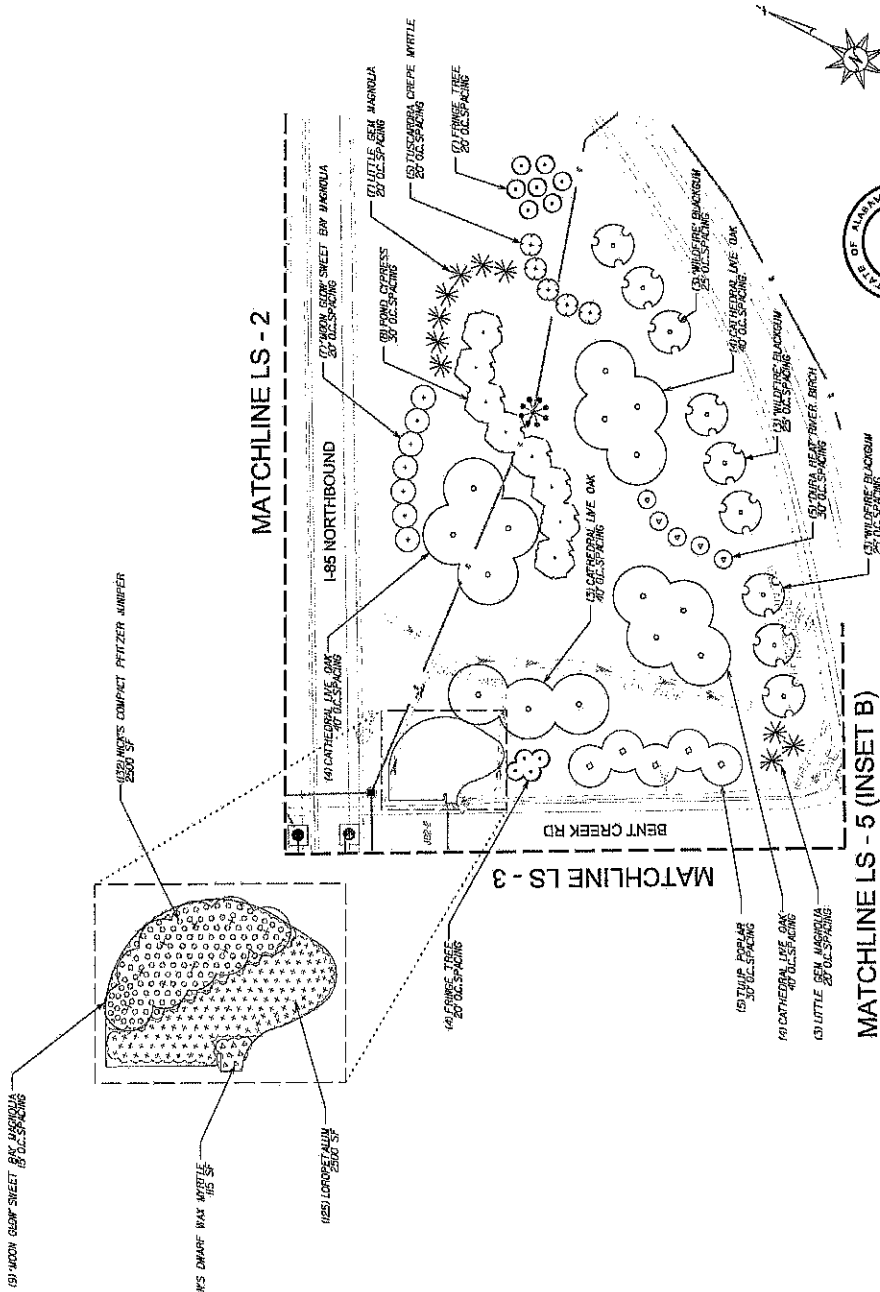 MATCHLINE LS - 2
I-85 NORTHBOUND
(7) 'MOON GLOW' SWEET BAY MAGNOLIA
20' O.C. SPACING
(8) POND CYPRESS
30' O.C. SPACING
(7) LITTLE GEM MAGNOLIA
20' O.C. SPACING
(5) TUSCARORA CREPE MYRTLE
20' O.C. SPACING
(7) FRINGE TREE
20' O.C. SPACING
(3) 'WILDFIRE' BLACKGUM
25' O.C. SPACING
(4) CATHEDRAL LIVE OAK
40' O.C. SPACING
(3) 'WILDFIRE' BLACKGUM
25' O.C. SPACING
(5) 'DURA HEAT' RIVER BIRCH
30' O.C. SPACING
(3) 'WILDFIRE' BLACKGUM
25' O.C. SPACING
(3) CATHEDRAL LIVE OAK
40' O.C. SPACING
(4) CATHEDRAL LIVE OAK
40' O.C. SPACING
(132) NICK'S COMPACT PFITZER JUNIPER
2500 SF
(9) 'MOON GLOW' SWEET BAY MAGNOLIA
15' O.C. SPACING
DWARF WAX MYRTLE
(125) LOROPETALUM
2500 SF
(4) FRINGE TREE
20' O.C. SPACING
(5) TULIP POPLAR
30' O.C. SPACING
(4) CATHEDRAL LIVE OAK
40' O.C. SPACING
(3) LITTLE GEM MAGNOLIA
20' O.C. SPACING
BENT CREEK RD
MATCHLINE LS - 3
MATCHLINE LS - 5 (INSET B)
STATE OF ALABA
N